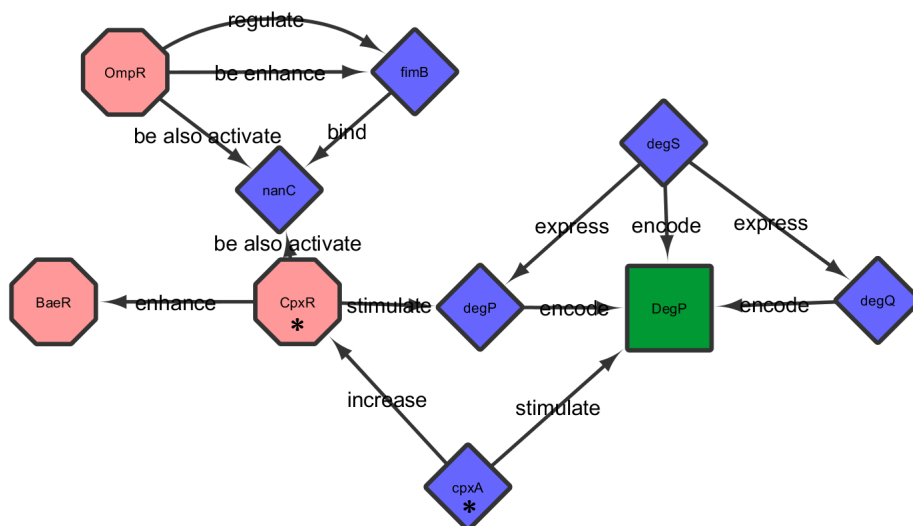 regulate
OmpR
be enhance
fimB
be also activate
bind
degS
nanC
express
encode
express
be also activate
BaeR
enhance
CpxR
*
stimulate
degP
encode
DegP
encode
degQ
increase
stimulate
cpxA
*